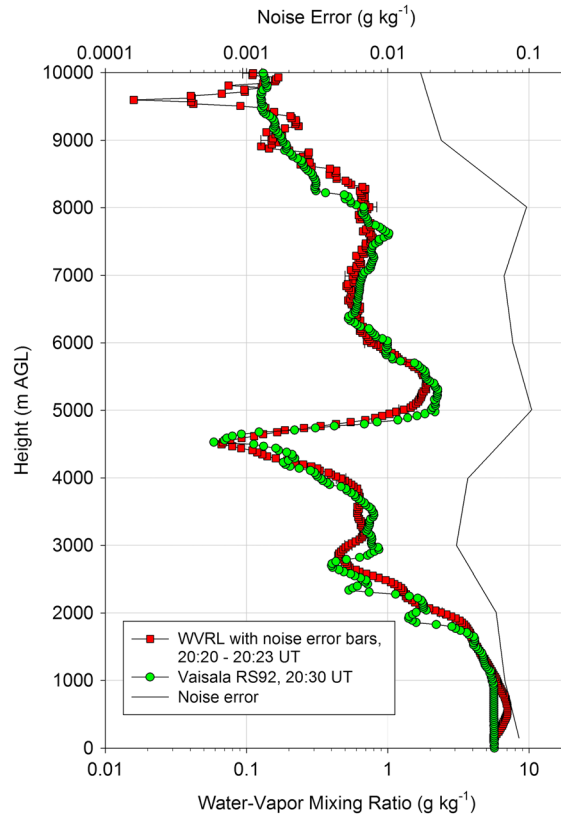 Noise Error (g kg-1)
0.0001 0.001 0.01 0.1
10000
9000
8000
7000
6000
5000
4000
3000
2000
1000
0
Height (m AGL)
WVRL with noise error bars,
20:20 - 20:23 UT
Vaisala RS92, 20:30 UT
Noise error
0.01 0.1 1 10
Water-Vapor Mixing Ratio (g kg-1)